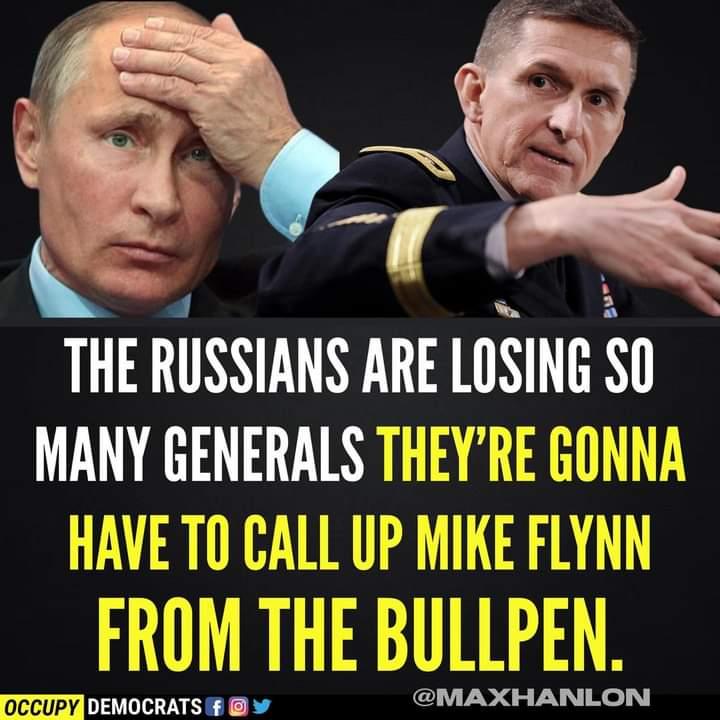 THE RUSSIANS ARE LOSING SO
MANY GENERALS THEY'RE GONNA
HAVE TO CALL UP MIKE FLYNN
FROM THE BULLPEN.
@MAXHANLON
OCCUPY DEMOCRATS